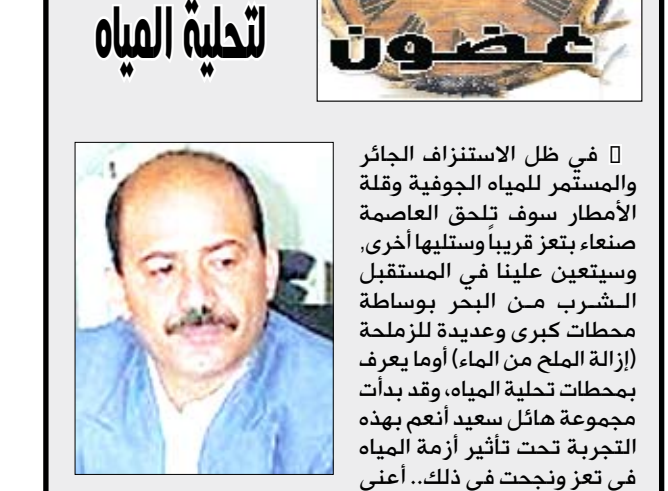 لتحلية المياه
غضون
في ظل الاستنزاف الجائر
والمستمر للمياه الجوفية وقلة
الأمطار سوف تلحق العاصمة
صنعاء بتعز قريباً وستليها أخرى,
وسيتعين علينا في المستقبل
الشرب من البحر بوساطة
محطات كبرى وعديدة للزملحة
(إزالة الملح من الماء) أوما يعرف
بمحطات تحلية المياه، وقد بدأت
مجموعة هائل سعيد أنعم بهذه
التجربة تحت تأثير أزمة المياه
في تعز ونجحت في ذلك.. أعني